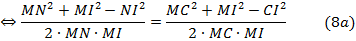 ⇔ (MN² + MI² − NI²) / (2 · MN · MI) = (MC² + MI² − CI²) / (2 · MC · MI) (8a)